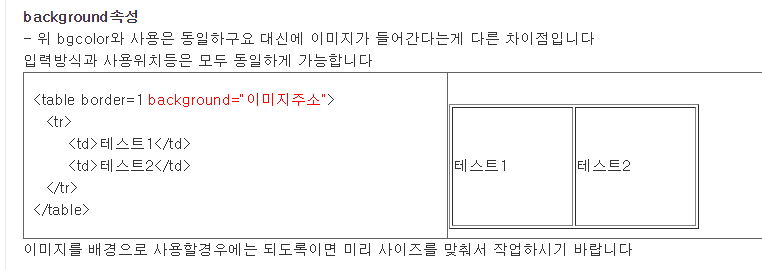 background속성
- 위 bgcolor와 사용은 동일하구요 대신에 이미지가 들어간다는게 다른 차이점입니다
입력방식과 사용위치등은 모두 동일하게 가능합니다
<table border=1 background="이미지주소">
<tr>
<td>테스트1</td>
<td>테스트2</td>
</tr>
</table>
테스트1 테스트2
이미지를 배경으로 사용할경우에는 되도록이면 미리 사이즈를 맞춰서 작업하시기 바랍니다